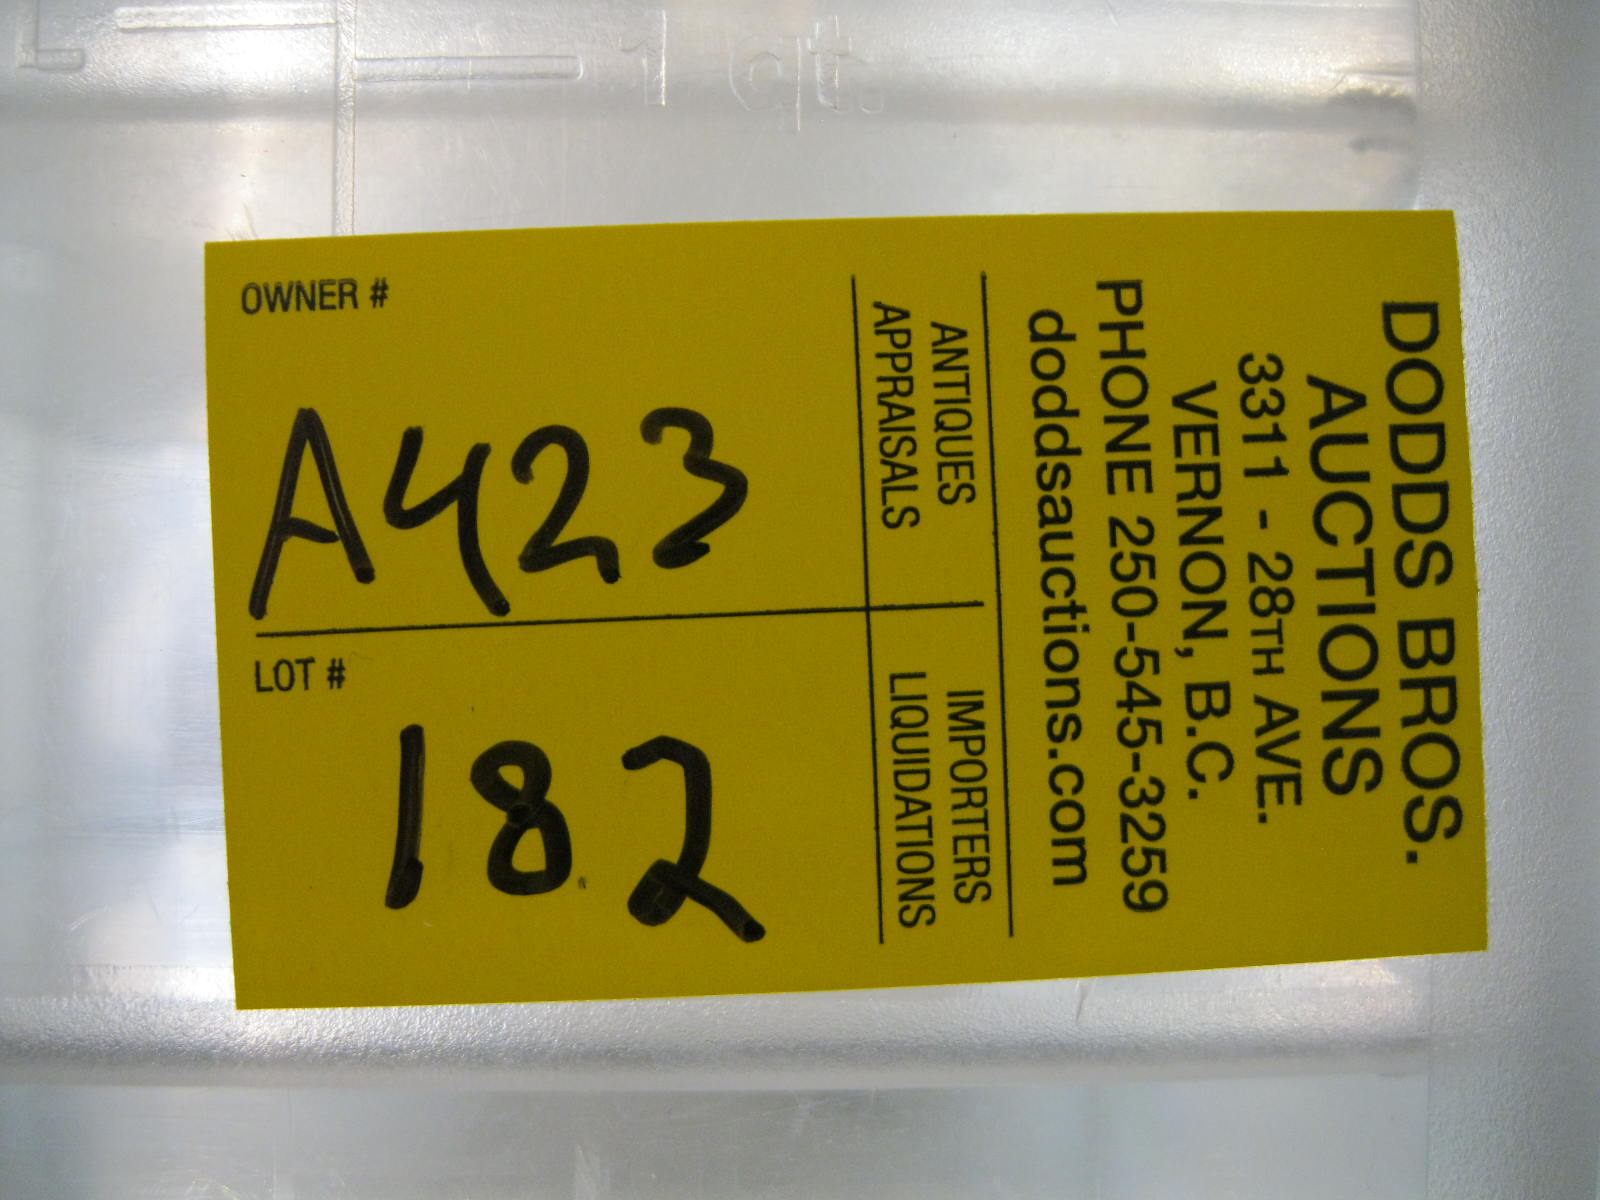 1 qt.
L
DODDS BROS.
AUCTIONS
3311 - 28TH AVE.
VERNON, B.C.
PHONE 250-545-3259
doddsauctions.com
ANTIQUES
APPRAISALS
IMPORTERS
LIQUIDATIONS
OWNER #
A423
LOT #
182